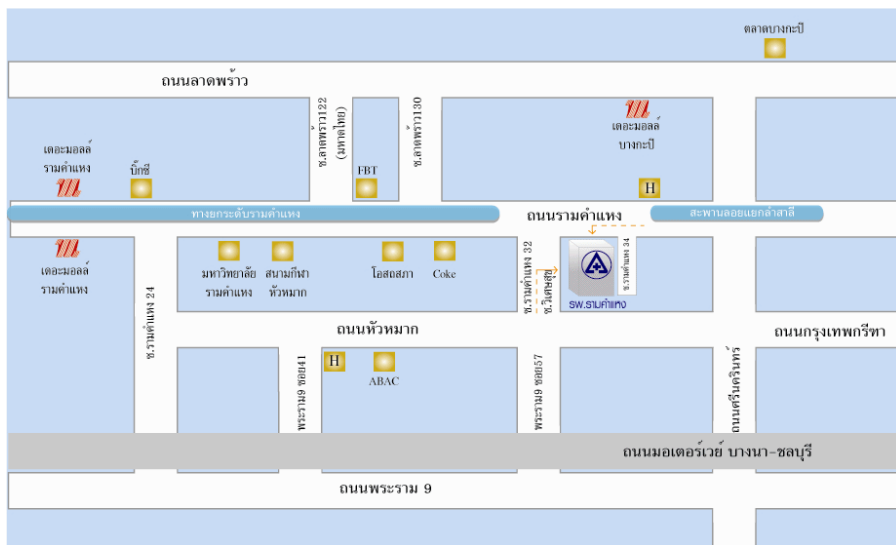 ตลาดบางกะปิ
ถนนลาดพร้าว
ซ.ลาดพร้าว122
(มหาดไทย)
ซ.ลาดพร้าว130
เดอะมอลล์
บางกะปิ
เดอะมอลล์
รามคำแหง
บิ๊กซี
FBT
H
ทางยกระดับรามคำแหง
ถนนรามคำแหง
สะพานลอยแยกลำสาลี
เดอะมอลล์
รามคำแหง
มหาวิทยาลัย
รามคำแหง
สนามกีฬา
หัวหมาก
โอสถสภา
Coke
ซ.รามคำแหง 24
ซ.รามคำแหง 32
ซ.วิเศษสุข
รพ.รามคำแหง
ซ.รามคำแหง 34
ถนนหัวหมาก
ถนนกรุงเทพกรีฑา
พระราม9 ซอย41
H
ABAC
พระราม9 ซอย57
ถนนศรีนครินทร์
ถนนมอเตอร์เวย์ บางนา-ชลบุรี
ถนนพระราม 9